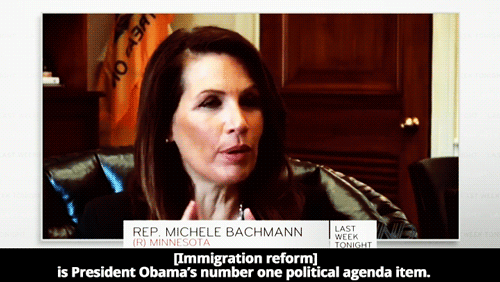 REP. MICHELE BACHMANN
(R) MINNESOTA
LAST
WEEK
TONIGHT
[Immigration reform]
is President Obama's number one political agenda item.